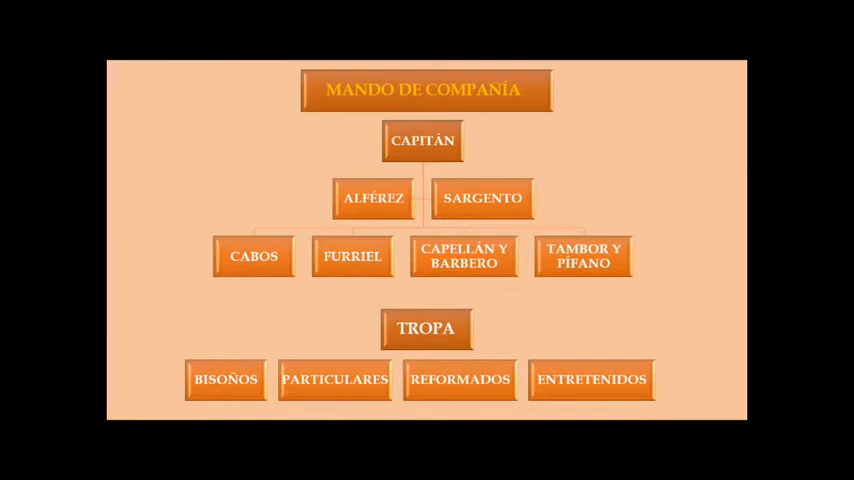 MANDO DE COMPAÑÍA
CAPITÁN
ALFÉREZ
SARGENTO
CABOS
FURRIEL
CAPELLÁN Y
BARBERO
TAMBOR Y
PÍFANO
TROPA
BISOÑOS
PARTICULARES
REFORMADOS
ENTRETENIDOS